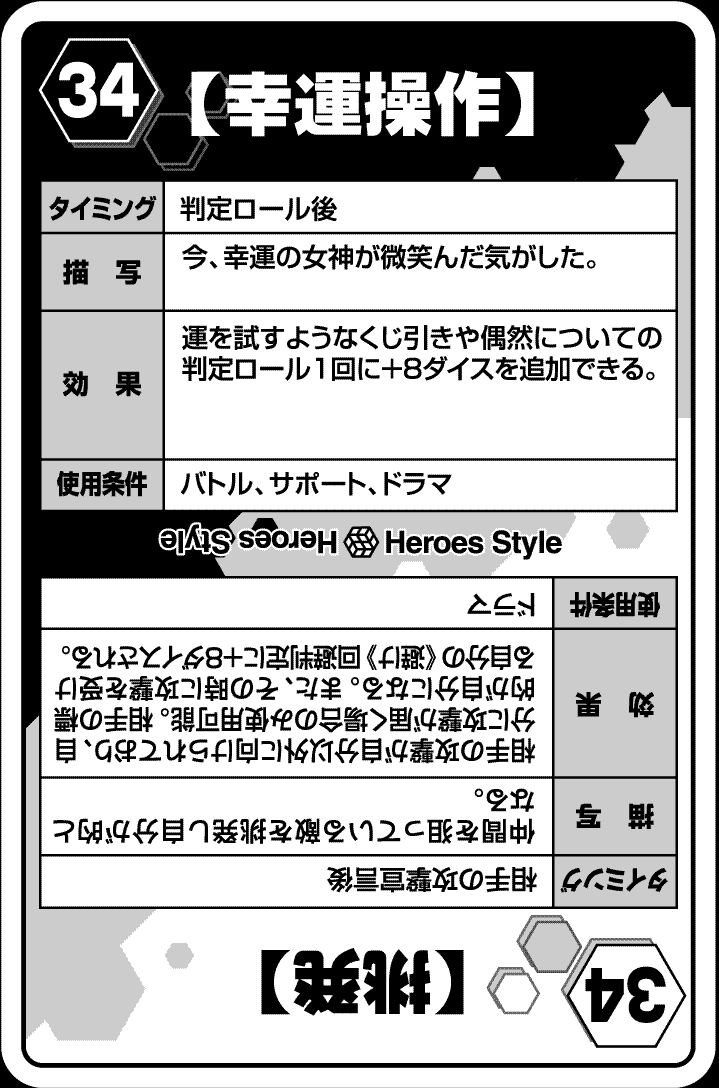 34
【幸運操作】
タイミング 判定ロール後
描写 今、幸運の女神が微笑んだ気がした。
効果 運を試すようなくじ引きや偶然についての
判定ロール1回に+8ダイスを追加できる。
使用条件 バトル、サポート、ドラマ
Heroes Style Heroes Style
34
【挑発】
タイミング 相手の攻撃宣言後
描写 仲間を狙っている敵を挑発し自分が的と
なる。
効果 相手の攻撃が自分以外に向けられており、自
分に攻撃が届く場合のみ使用可能。相手の標
的が自分になる。また、その時に攻撃を受け
る自分の《避け》回避判定に+8ダイスされる。
使用条件 ドラマ